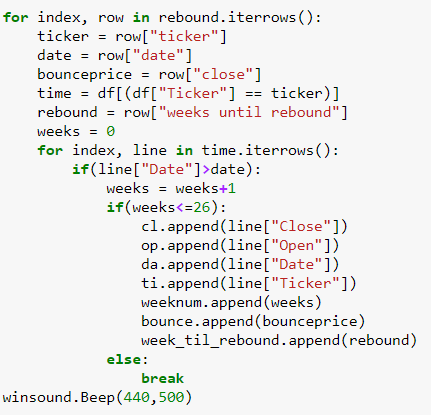 for index, row in rebound.iterrows():
    ticker = row["ticker"]
    date = row["date"]
    bounceprice = row["close"]
    time = df[(df["Ticker"] == ticker)]
    rebound = row["weeks until rebound"]
    weeks = 0
    for index, line in time.iterrows():
        if(line["Date"]>date):
            weeks = weeks+1
            if(weeks<=26):
                cl.append(line["Close"])
                op.append(line["Open"])
                da.append(line["Date"])
                ti.append(line["Ticker"])
                weeknum.append(weeks)
                bounce.append(bounceprice)
                week_til_rebound.append(rebound)
            else:
                break
winsound.Beep(440,500)